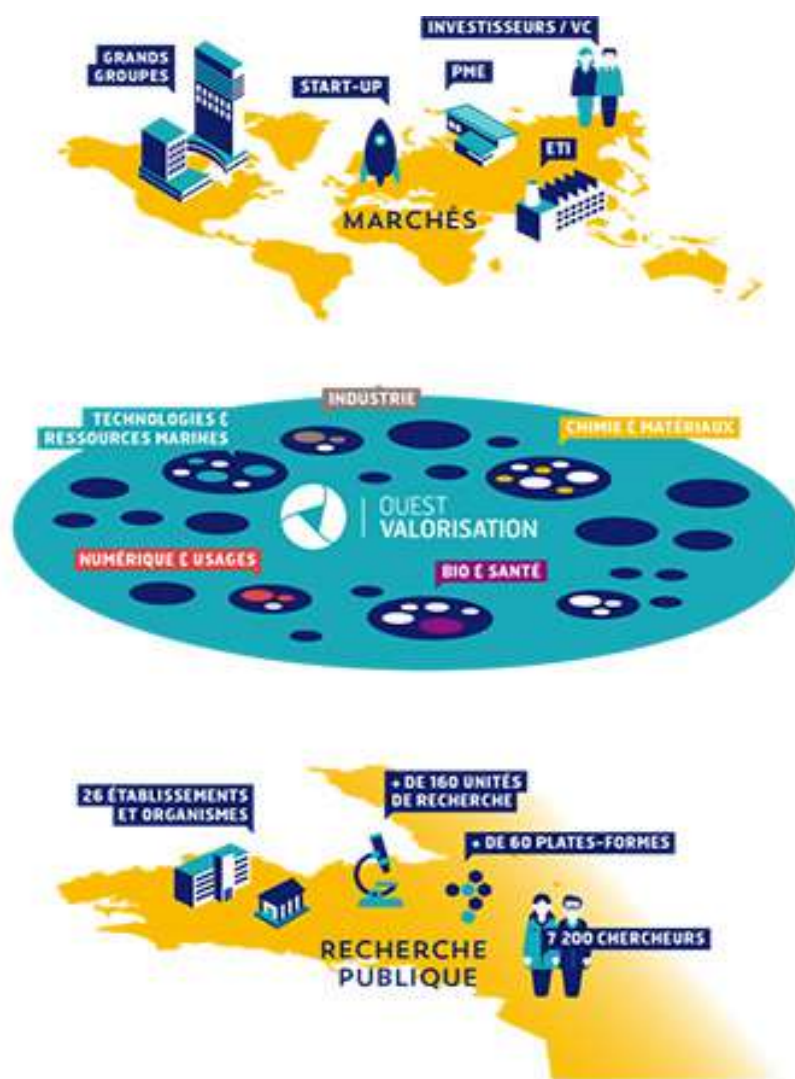 INVESTISSEURS / VC
GRANDS
GROUPES
START-UP
PME
ETI
MARCHÉS
INDUSTRIE
TECHNOLOGIES &
RESSOURCES MARINES
CHIMIE & MATÉRIAUX
OUEST
VALORISATION
NUMÉRIQUE & USAGES
BIO & SANTÉ
26 ÉTABLISSEMENTS
ET ORGANISMES
+ DE 160 UNITÉS
DE RECHERCHE
+ DE 60 PLATES-FORMES
7 200 CHERCHEURS
RECHERCHE
PUBLIQUE